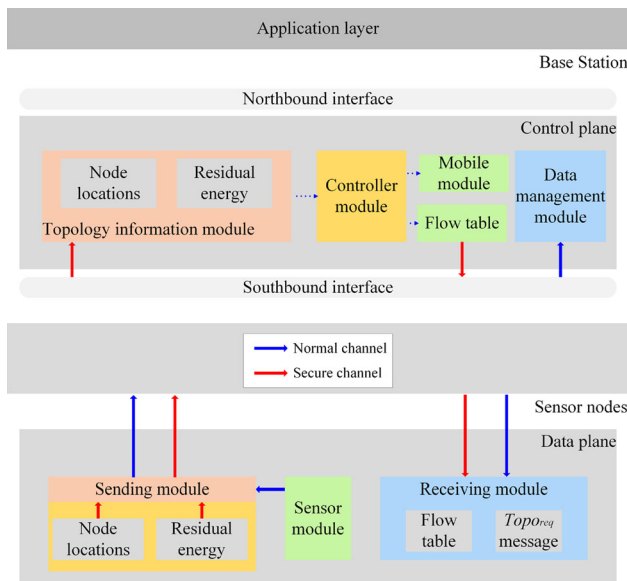 Application layer
Base Station
Northbound interface
Control plane
Node
locations
Residual
energy
Topology information module
Controller
module
Mobile
module
Flow table
Data
management
module
Southbound interface
Normal channel
Secure channel
Sensor nodes
Data plane
Sending module
Node
locations
Residual
energy
Sensor
module
Receiving module
Flow
table
Toporeq
message